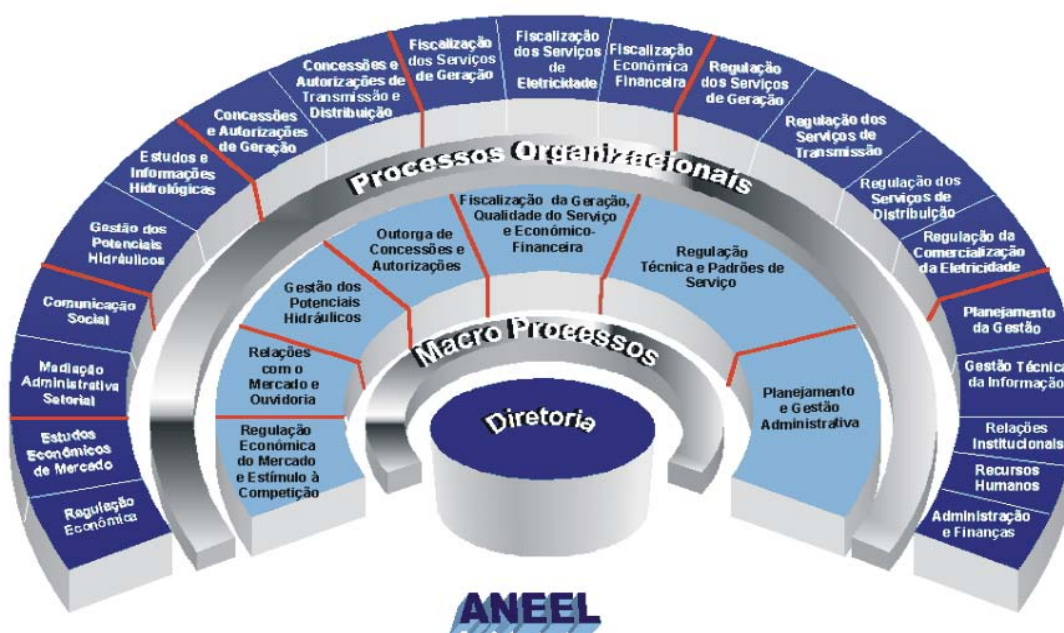 Regulação
Econômica
Estudos
Econômicos
de Mercado
Mediação
Administrativa
Setorial
Comunicação
Social
Gestão dos
Potenciais
Hidráulicos
Estudos e
Informações
Hidrológicas
Concessões
e Autorizações
de Geração
Concessões e
Autorizações de
Transmissão e
Distribuição
Fiscalização
dos Serviços
de Geração
Fiscalização
dos Serviços
de
Eletricidade
Fiscalização
Econômica
Financeira
Regulação
dos Serviços
de Geração
Regulação dos
Serviços de
Transmissão
Regulação dos
Serviços de
Distribuição
Regulação da
Comercialização
da Eletricidade
Planejamento
da Gestão
Gestão Técnica
da Informação
Relações
Institucionais
Recursos
Humanos
Administração
e Finanças
Processos Organizacionais
Regulação
Económica
do Mercado
e Estímulo à
Competição
Relações
com o
Mercado e
Ouvidoria
Gestão dos
Potenciais
Hidráulicos
Outorga de
Concessões e
Autorizações
Fiscalização da Geração,
Qualidade do Serviço
e Económico-
Financeira
Regulação
Técnica e Padrões de
Serviço
Planejamento
e Gestão
Administrativa
Macro Processos
Diretoria
ANEEL